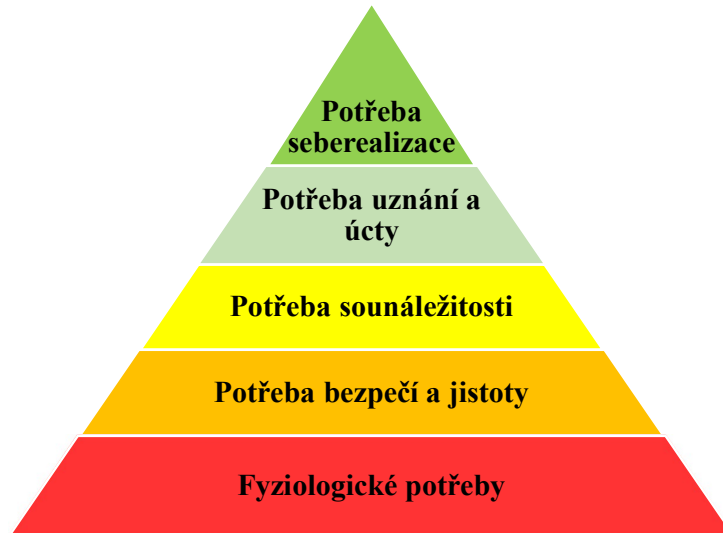 Potřeba
seberealizace
Potřeba uznání a
úcty
Potřeba sounáležitosti
Potřeba bezpečí a jistoty
Fyziologické potřeby